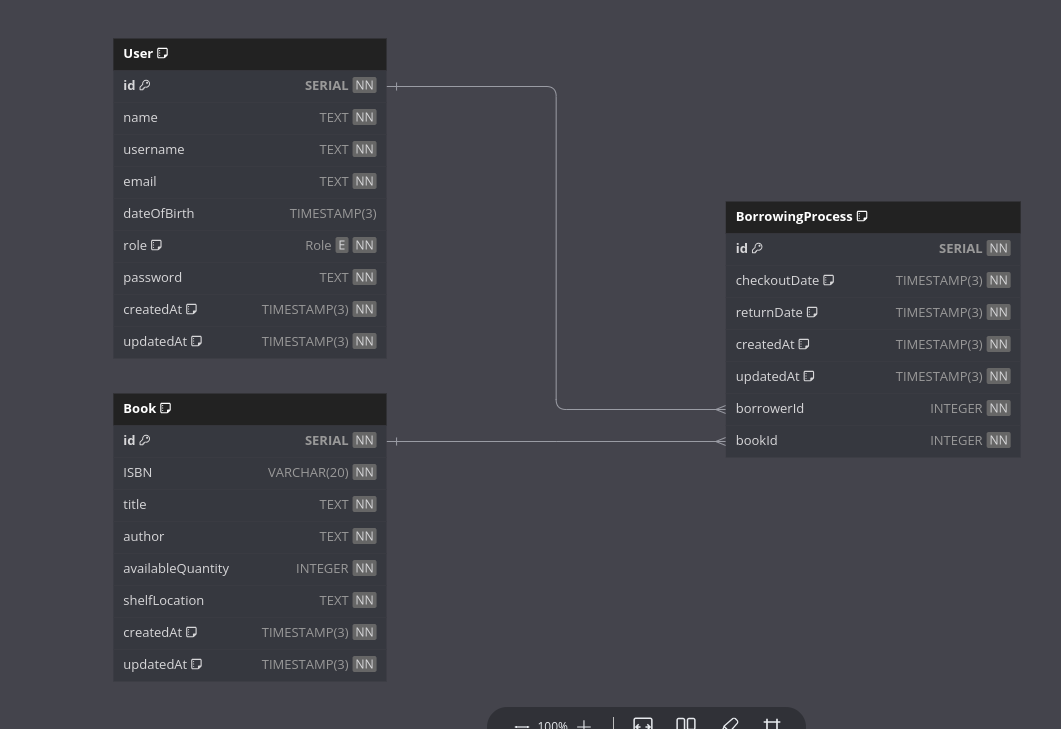 User
id SERIAL NN
name TEXT NN
username TEXT NN
email TEXT NN
dateOfBirth TIMESTAMP(3)
role Role E NN
password TEXT NN
createdAt TIMESTAMP(3) NN
updatedAt TIMESTAMP(3) NN
Book
id SERIAL NN
ISBN VARCHAR(20) NN
title TEXT NN
author TEXT NN
availableQuantity INTEGER NN
shelfLocation TEXT NN
createdAt TIMESTAMP(3) NN
updatedAt TIMESTAMP(3) NN
BorrowingProcess
id SERIAL NN
checkoutDate TIMESTAMP(3) NN
returnDate TIMESTAMP(3) NN
createdAt TIMESTAMP(3) NN
updatedAt TIMESTAMP(3) NN
borrowerId INTEGER NN
bookId INTEGER NN
100%